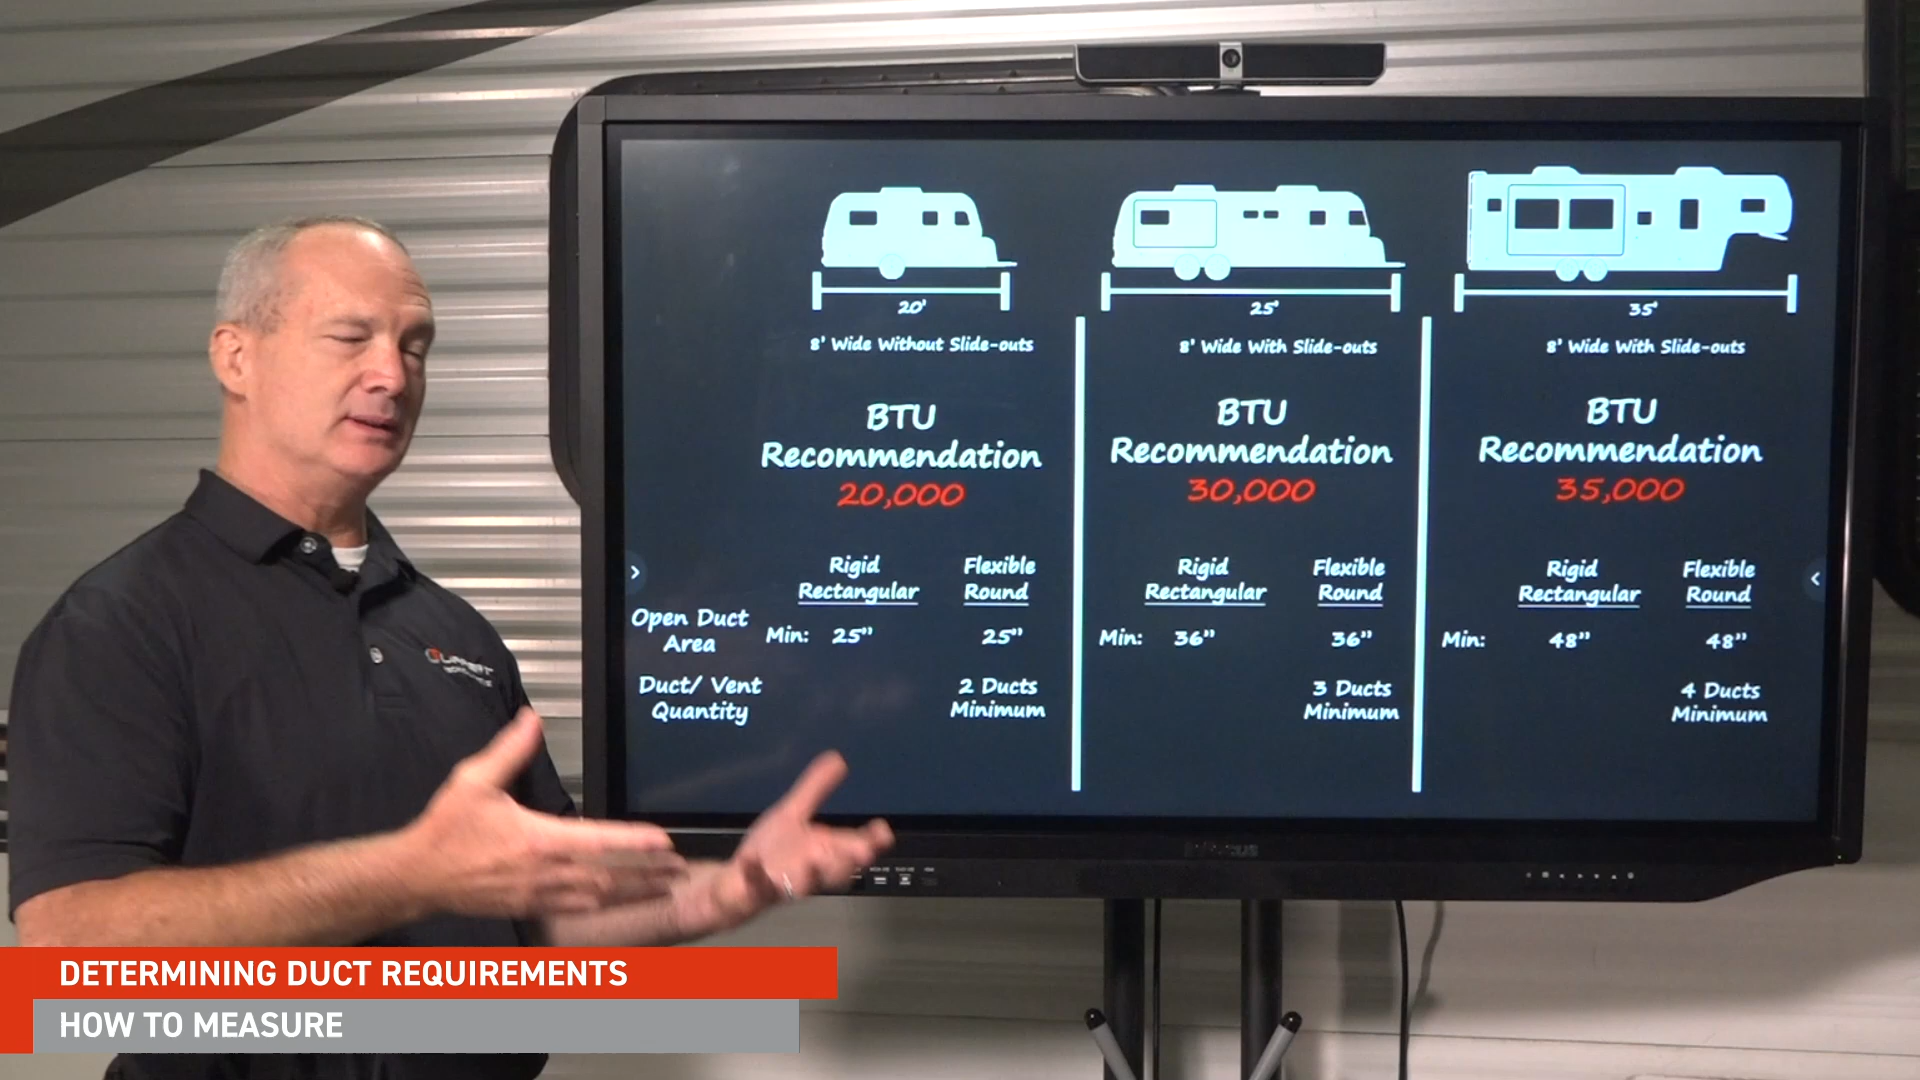 20'
8' Wide Without Slide-outs
BTU
Recommendation
20,000
Rigid
Rectangular
Flexible
Round
Open Duct
Area
Min: 25”
25”
Duct/ Vent
Quantity
2 Ducts
Minimum
25'
8' Wide With Slide-outs
BTU
Recommendation
30,000
Rigid
Rectangular
Flexible
Round
Min: 36”
36”
3 Ducts
Minimum
35'
8' Wide With Slide-outs
BTU
Recommendation
35,000
Rigid
Rectangular
Flexible
Round
Min: 48”
48”
4 Ducts
Minimum
DETERMINING DUCT REQUIREMENTS
HOW TO MEASURE